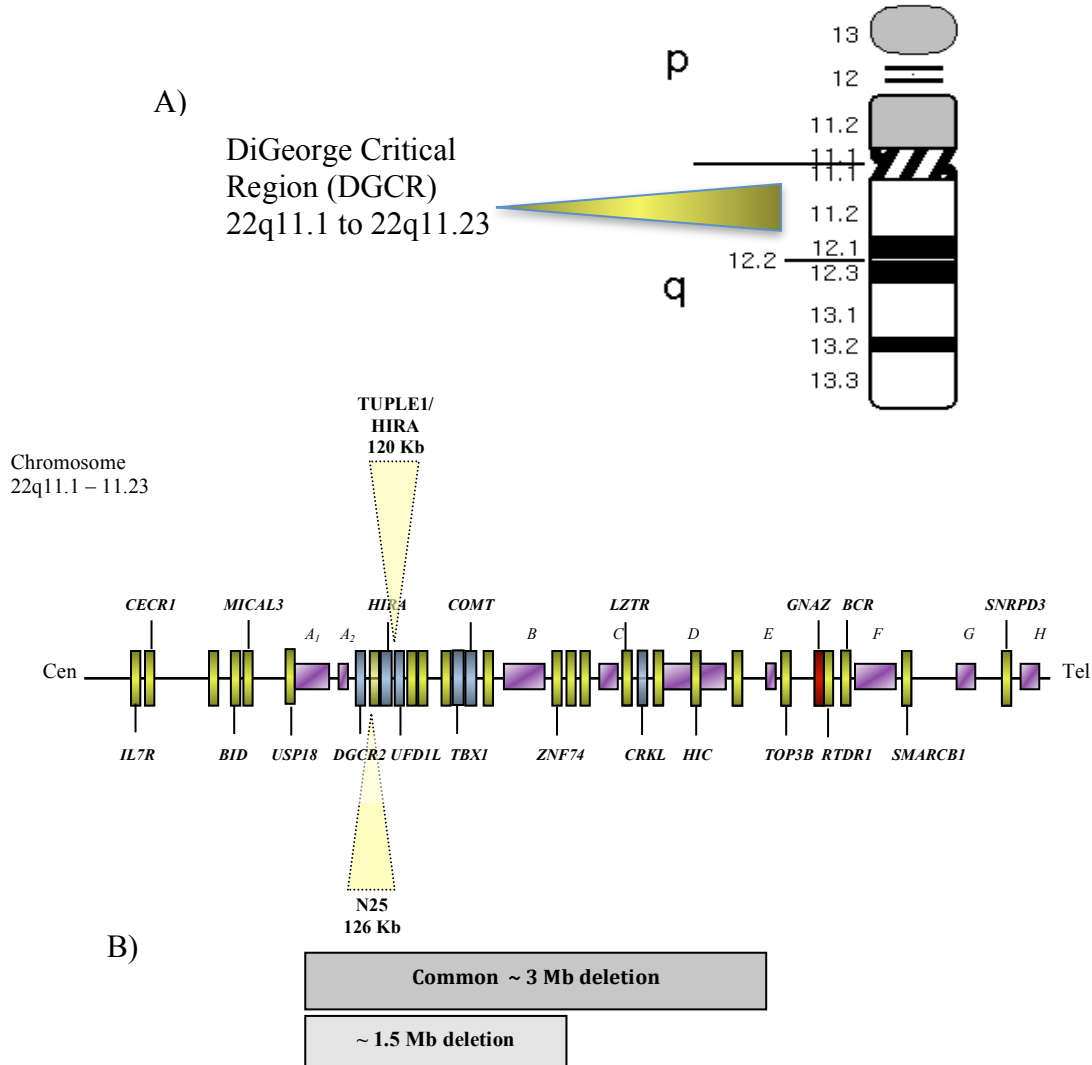 A)
DiGeorge Critical
Region (DGCR)
22q11.1 to 22q11.23
p
q
13
12
11.2
11.1
11.1
11.2
12.1
12.2
12.3
13.1
13.2
13.3
TUPLE1/
HIRA
120 Kb
Chromosome
22q11.1 – 11.23
CECR1 MICAL3 HIRA COMT LZTR GNAZ BCR SNRPD3
A1 A2 B C D E F G H
Cen Tel
IL7R BID USP18 DGCR2 UFD1L TBX1 ZNF74 CRKL HIC TOP3B RTDR1 SMARCB1
N25
126 Kb
B)
Common ~ 3 Mb deletion
~ 1.5 Mb deletion